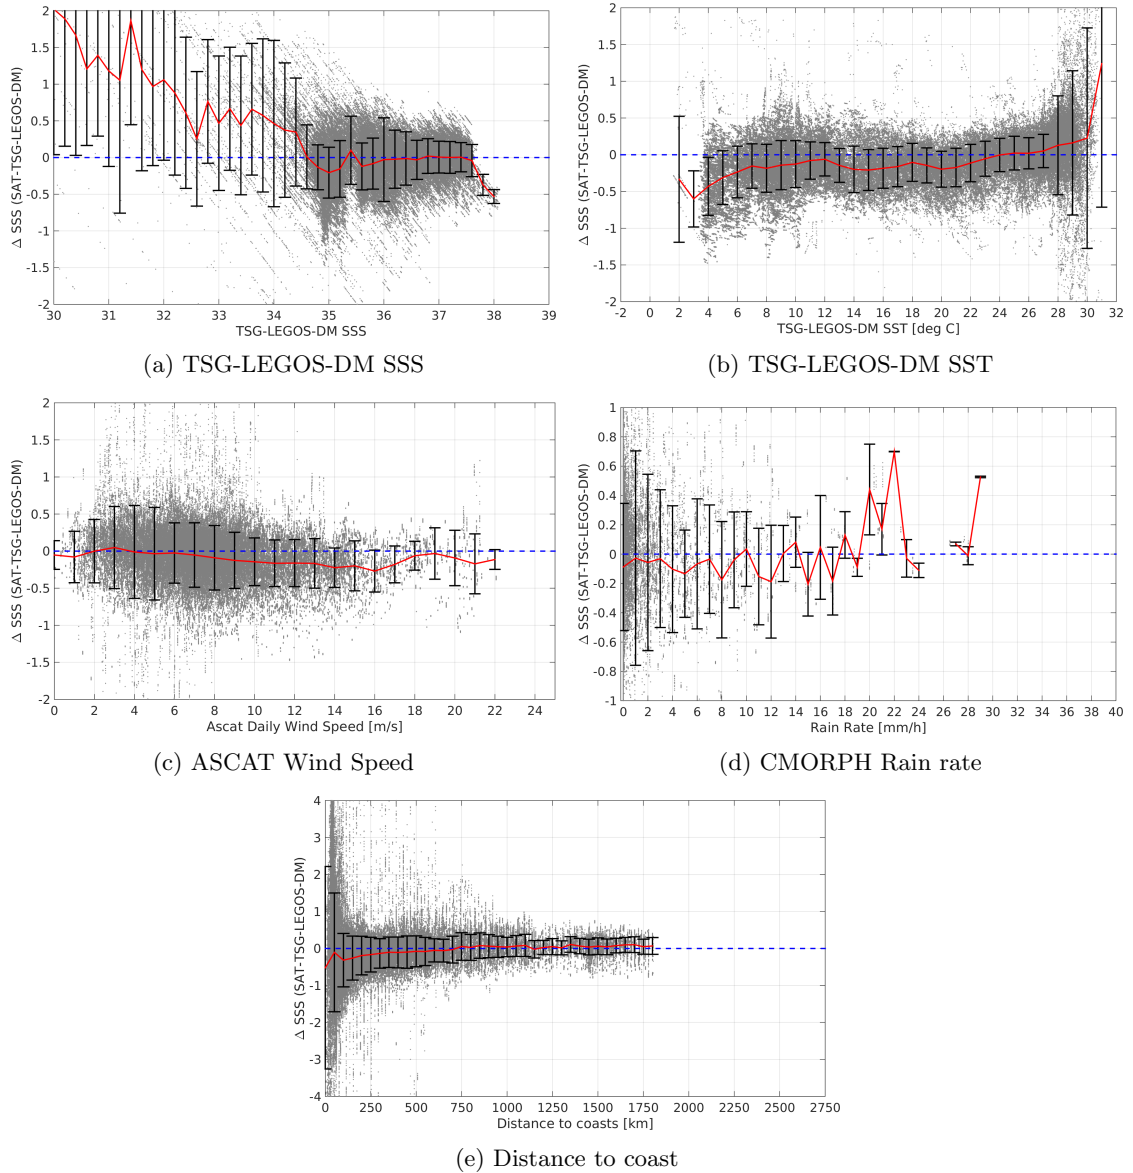 Δ SSS (SAT-TSG-LEGOS-DM)
2
1.5
1
0.5
0
-0.5
-1
-1.5
-2
30 31 32 33 34 35 36 37 38 39
TSG-LEGOS-DM SSS
(a) TSG-LEGOS-DM SSS
Δ SSS (SAT-TSG-LEGOS-DM)
2
1.5
1
0.5
0
-0.5
-1
-1.5
-2
-2 0 2 4 6 8 10 12 14 16 18 20 22 24 26 28 30 32
TSG-LEGOS-DM SST [deg C]
(b) TSG-LEGOS-DM SST
Δ SSS (SAT-TSG-LEGOS-DM)
2
1.5
1
0.5
0
-0.5
-1
-1.5
-2
0 2 4 6 8 10 12 14 16 18 20 22 24
Ascat Daily Wind Speed [m/s]
(c) ASCAT Wind Speed
Δ SSS (SAT-TSG-LEGOS-DM)
1
0.8
0.6
0.4
0.2
0
-0.2
-0.4
-0.6
-0.8
-1
0 2 4 6 8 10 12 14 16 18 20 22 24 26 28 30 32 34 36 38 40
Rain Rate [mm/h]
(d) CMORPH Rain rate
Δ SSS (SAT-TSG-LEGOS-DM)
4
3
2
1
0
-1
-2
-3
-4
0 250 500 750 1000 1250 1500 1750 2000 2250 2500 2750
Distance to coasts [km]
(e) Distance to coast